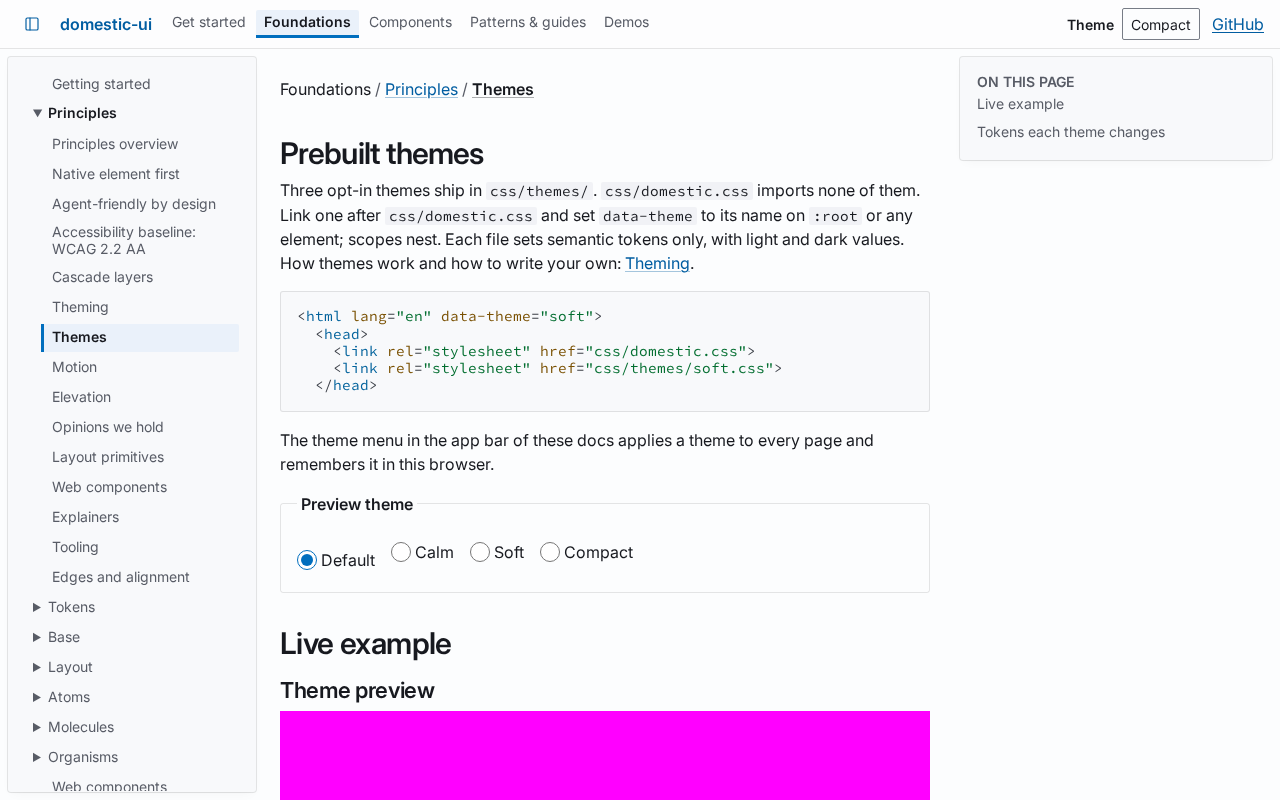 domestic-ui Get started Foundations Components Patterns & guides Demos Theme Compact GitHub
Getting started
Principles
Principles overview
Native element first
Agent-friendly by design
Accessibility baseline:
WCAG 2.2 AA
Cascade layers
Theming
Themes
Motion
Elevation
Opinions we hold
Layout primitives
Web components
Explainers
Tooling
Edges and alignment
Tokens
Base
Layout
Atoms
Molecules
Organisms
Web components
Foundations / Principles / Themes
Prebuilt themes
Three opt-in themes ship in css/themes/. css/domestic.css imports none of them.
Link one after css/domestic.css and set data-theme to its name on :root or any
element; scopes nest. Each file sets semantic tokens only, with light and dark values.
How themes work and how to write your own: Theming.
<html lang="en" data-theme="soft">
<head>
<link rel="stylesheet" href="css/domestic.css">
<link rel="stylesheet" href="css/themes/soft.css">
</head>
The theme menu in the app bar of these docs applies a theme to every page and
remembers it in this browser.
Preview theme
Default Calm Soft Compact
Live example
Theme preview
ON THIS PAGE
Live example
Tokens each theme changes